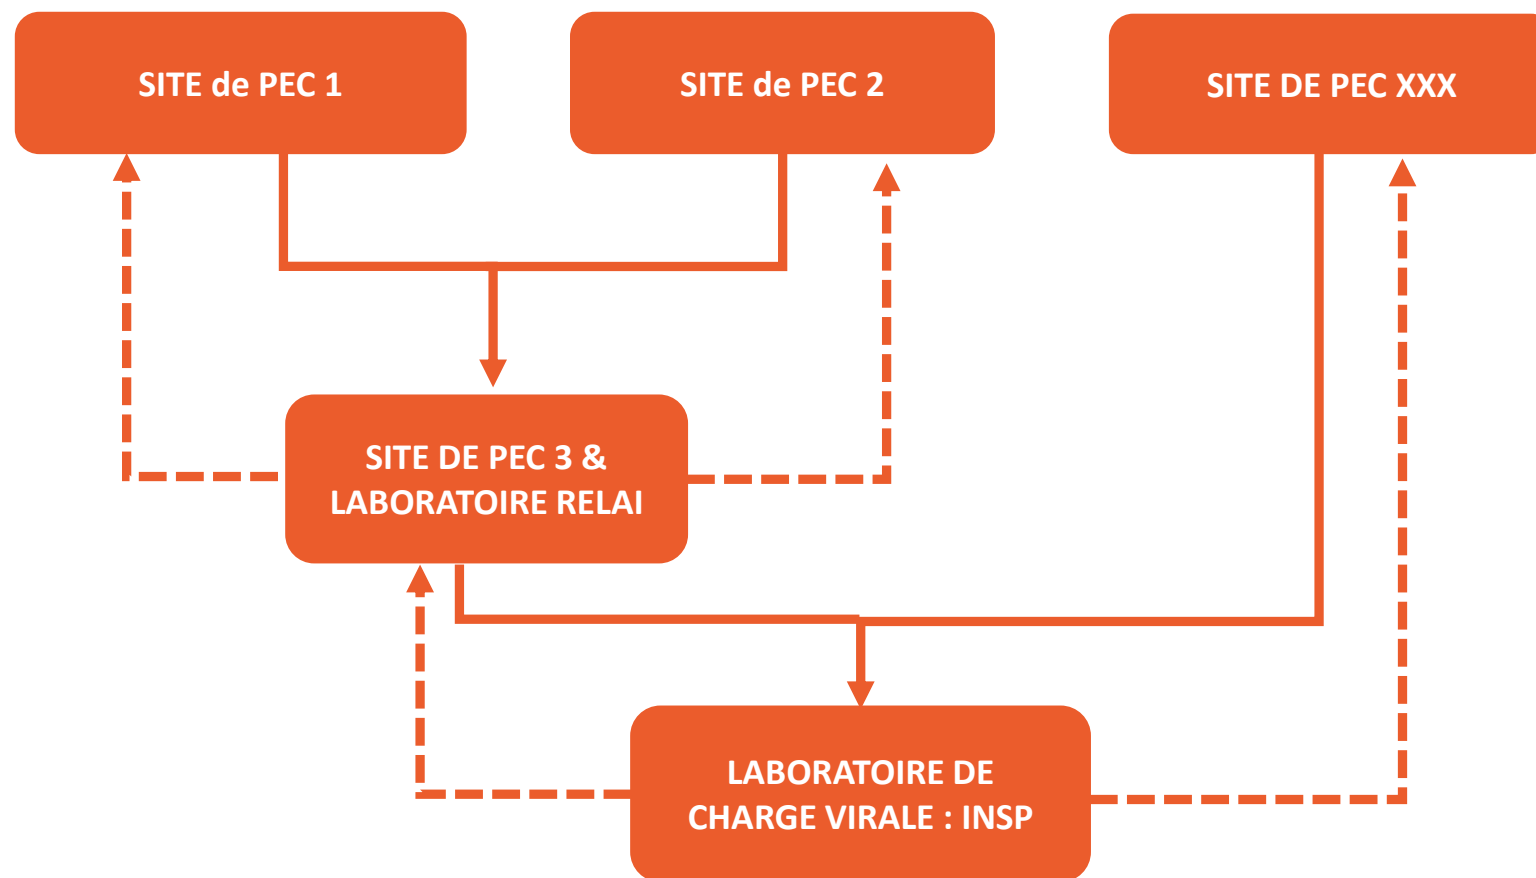 SITE de PEC 1
SITE de PEC 2
SITE DE PEC XXX
SITE DE PEC 3 &
LABORATOIRE RELAI
LABORATOIRE DE
CHARGE VIRALE : INSP